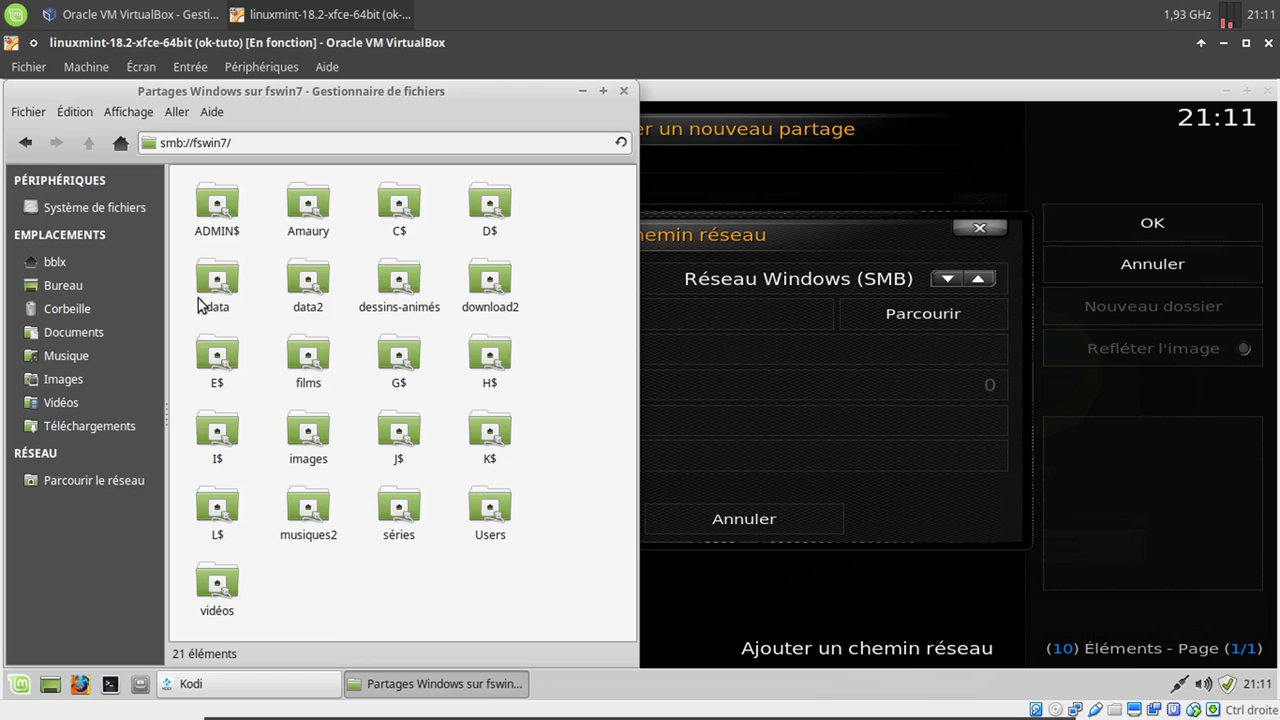 Oracle VM VirtualBox - Gesti...
linuxmint-18.2-xfce-64bit (ok-...
1,93 GHz
21:11
linuxmint-18.2-xfce-64bit (ok-tuto) [En fonction] - Oracle VM VirtualBox
Fichier Machine Écran Entrée Périphériques Aide
Partages Windows sur fswin7 - Gestionnaire de fichiers
Fichier Édition Affichage Aller Aide
smb://fswin7/
PÉRIPHÉRIQUES
Système de fichiers
EMPLACEMENTS
bblx
Bureau
Corbeille
Documents
Musique
Images
Vidéos
Téléchargements
RÉSEAU
Parcourir le réseau
ADMIN$ Amaury C$ D$
data data2 dessins-animés download2
E$ films G$ H$
I$ images J$ K$
L$ musiques2 séries Users
vidéos
21 éléments
er un nouveau partage
21:11
hemin réseau
Réseau Windows (SMB)
Parcourir
0
Annuler
OK
Annuler
Nouveau dossier
Refléter l'image
Ajouter un chemin réseau
(10) Éléments - Page (1/1)
Kodi
Partages Windows sur fswin...
21:11
Ctrl droite